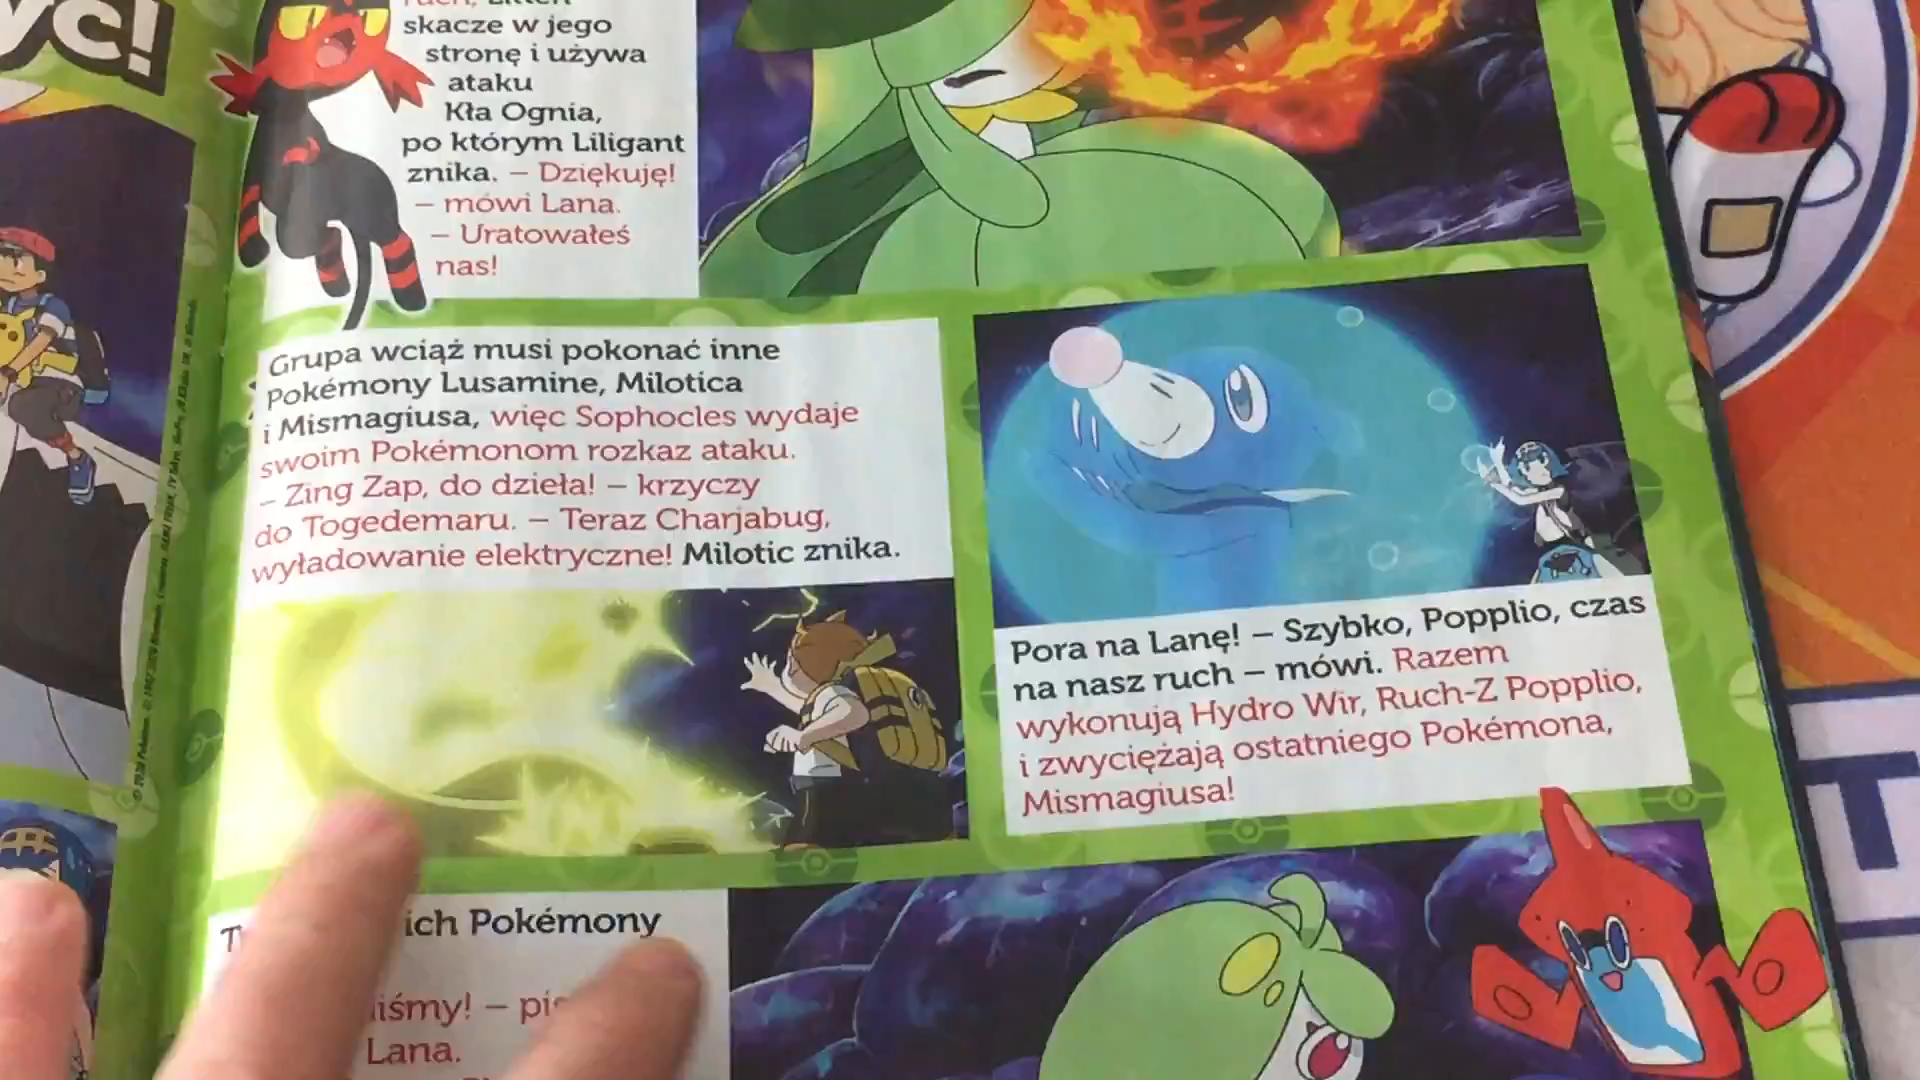 yć!
skacze w jego
stronę i używa
ataku
Kła Ognia,
po którym Liligant
znika. – Dziękuję!
– mówi Lana.
– Uratowałeś
nas!
Grupa wciąż musi pokonać inne
Pokémony Lusamine, Milotica
i Mismagiusa, więc Sophocles wydaje
swoim Pokémonom rozkaz ataku.
– Zing Zap, do dzieła! – krzyczy
do Togedemaru. – Teraz Charjabug,
wyładowanie elektryczne! Milotic znika.
Pora na Lanę! – Szybko, Popplio, czas
na nasz ruch – mówi. Razem
wykonują Hydro Wir, Ruch-Z Popplio,
i zwyciężają ostatniego Pokémona,
Mismagiusa!
ich Pokémony
iśmy! – pi
Lana.
T